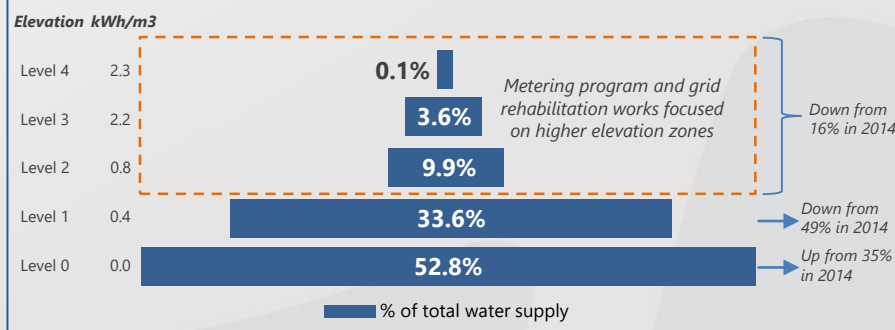 Elevation kWh/m3
Level 4 2.3 0.1%
Level 3 2.2 3.6%
Level 2 0.8 9.9%
Metering program and grid
rehabilitation works focused
on higher elevation zones
Down from
16% in 2014
Level 1 0.4 33.6%
Down from
49% in 2014
Level 0 0.0 52.8%
Up from 35%
in 2014
% of total water supply